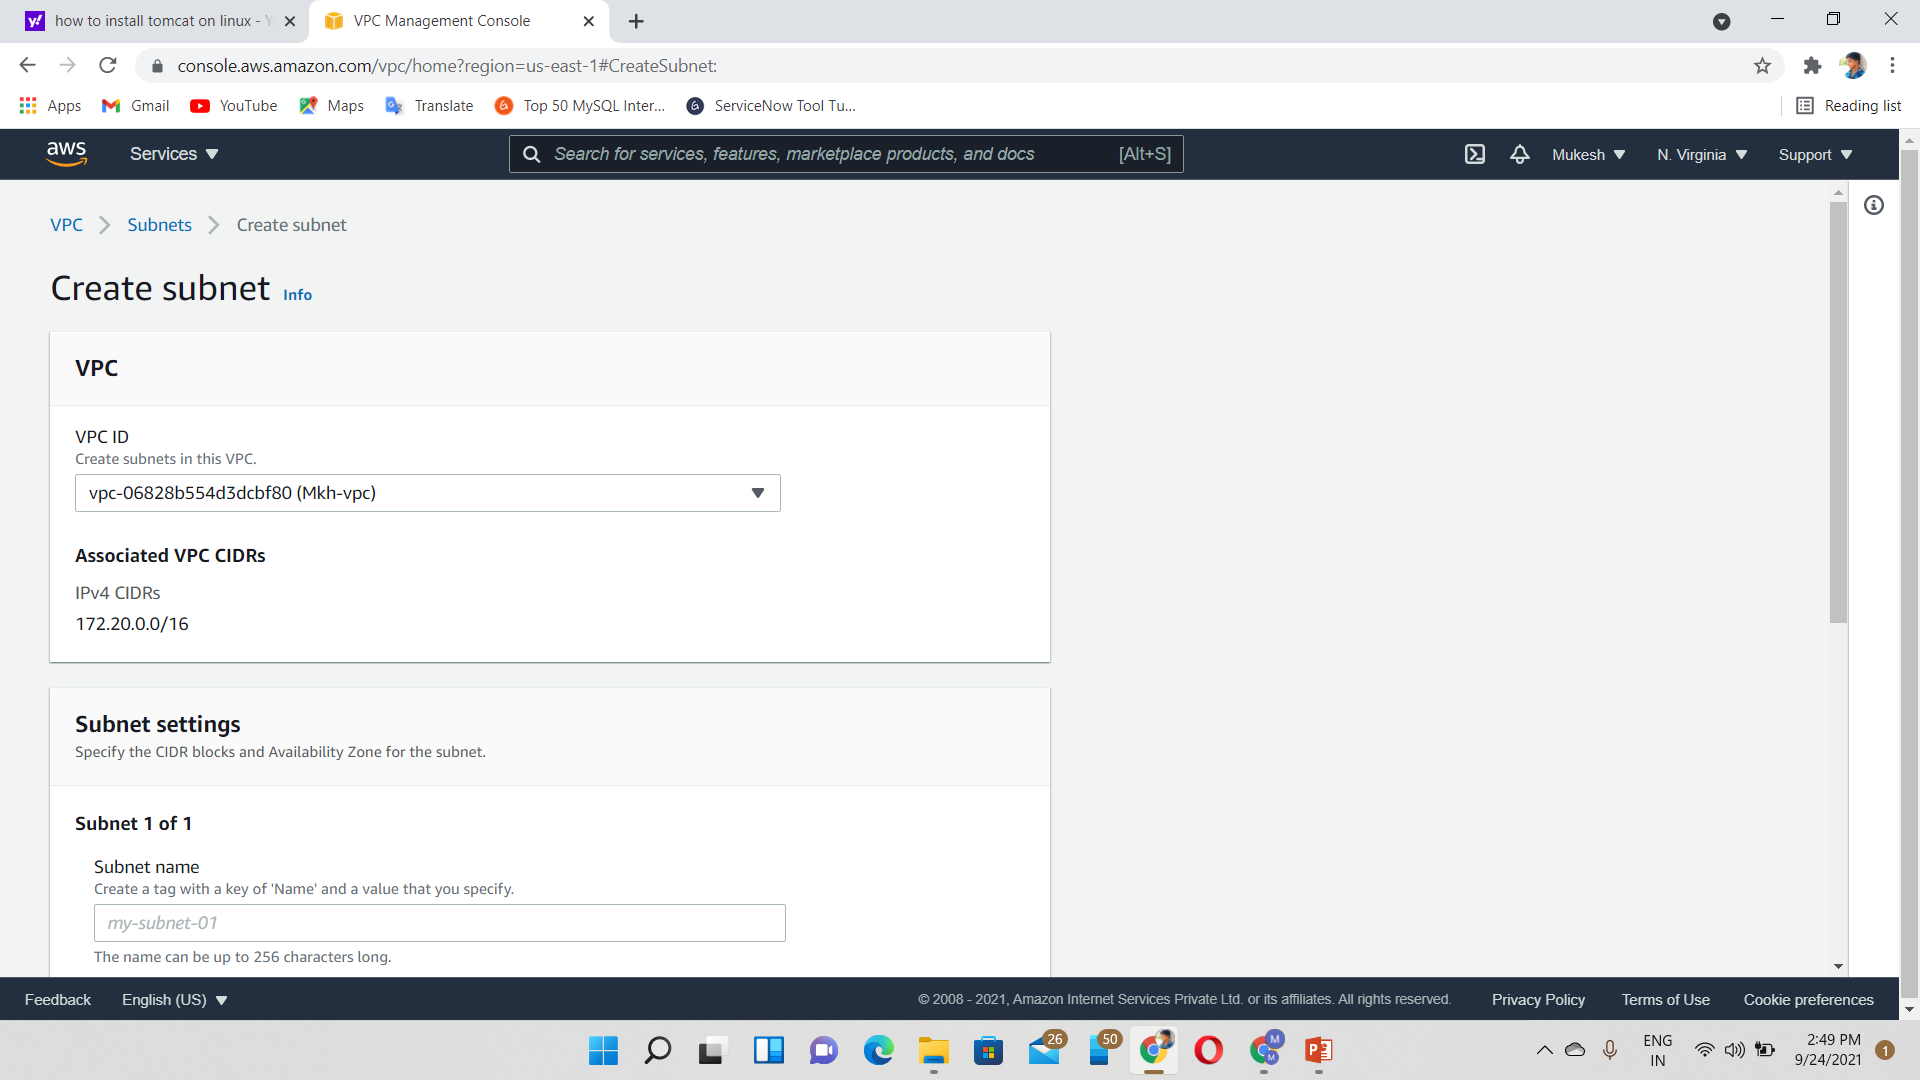 how to install tomcat on linux - Y
VPC Management Console
console.aws.amazon.com/vpc/home?region=us-east-1#CreateSubnet:
Apps
Gmail
YouTube
Maps
Translate
Top 50 MySQL Inter...
ServiceNow Tool Tu...
Reading list
aws
Services
Search for services, features, marketplace products, and docs
[Alt+S]
Mukesh
N. Virginia
Support
VPC
Subnets
Create subnet
Create subnet Info
VPC
VPC ID
Create subnets in this VPC.
vpc-06828b554d3dcbf80 (Mkh-vpc)
Associated VPC CIDRs
IPv4 CIDRs
172.20.0.0/16
Subnet settings
Specify the CIDR blocks and Availability Zone for the subnet.
Subnet 1 of 1
Subnet name
Create a tag with a key of 'Name' and a value that you specify.
my-subnet-01
The name can be up to 256 characters long.
Feedback
English (US)
© 2008 - 2021, Amazon Internet Services Private Ltd. or its affiliates. All rights reserved.
Privacy Policy
Terms of Use
Cookie preferences
26
50
M
M
ENG
IN
2:49 PM
9/24/2021
1